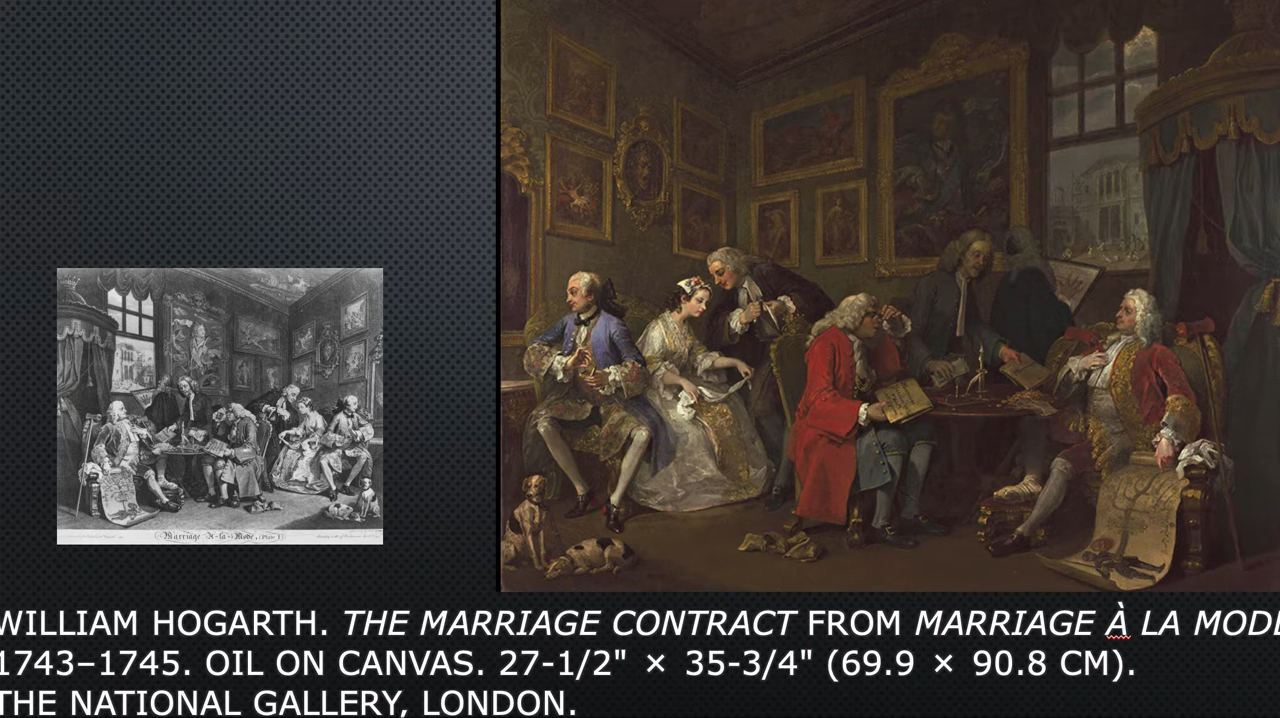 Marriage A-la-Mode, (Plate I)
WILLIAM HOGARTH. THE MARRIAGE CONTRACT FROM MARRIAGE À LA MODE
1743–1745. OIL ON CANVAS. 27-1/2" × 35-3/4" (69.9 × 90.8 CM).
THE NATIONAL GALLERY, LONDON.